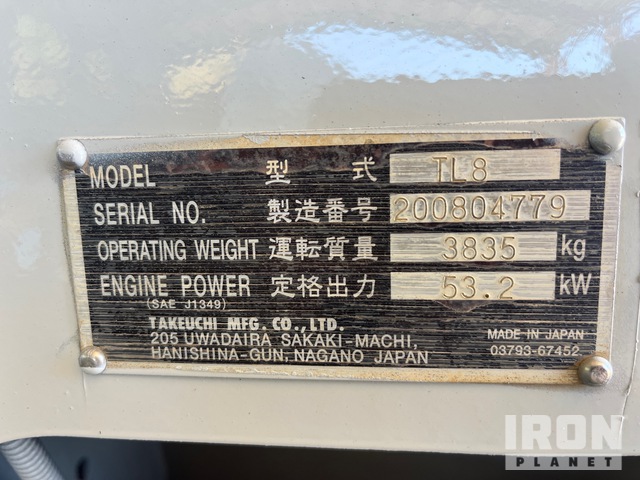 MODEL 型式 TL8
SERIAL NO. 製造番号 200804779
OPERATING WEIGHT 運転質量 3835 kg
ENGINE POWER 定格出力 53.2 kW
(SAE J1349)
TAKEUCHI MFG. CO., LTD.
205 UWADAIRA SAKAKI-MACHI,
HANISHINA-GUN, NAGANO JAPAN
MADE IN JAPAN
03793-67452
IRON
PLANET